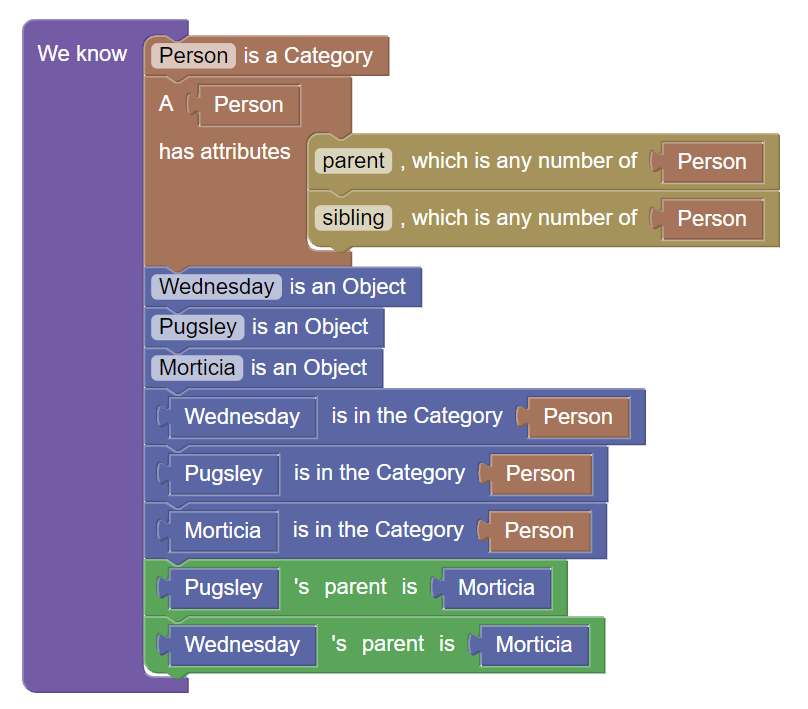 We know
Person is a Category
A Person
has attributes
parent , which is any number of Person
sibling , which is any number of Person
Wednesday is an Object
Pugsley is an Object
Morticia is an Object
Wednesday is in the Category Person
Pugsley is in the Category Person
Morticia is in the Category Person
Pugsley 's parent is Morticia
Wednesday 's parent is Morticia